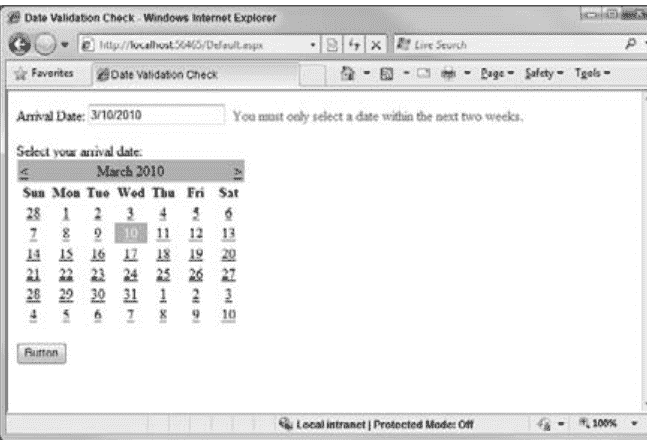 Date Validation Check - Windows Internet Explorer
http://localhost:56465/Default.aspx
Live Search
Favorites Date Validation Check Page Safety Tools
Arrival Date: 3/10/2010 You must only select a date within the next two weeks.
Select your arrival date:
< March 2010 >
Sun Mon Tue Wed Thu Fri Sat
28 1 2 3 4 5 6
7 8 9 10 11 12 13
14 15 16 17 18 19 20
21 22 23 24 25 26 27
28 29 30 31 1 2 3
4 5 6 7 8 9 10
Button
Local intranet | Protected Mode: Off 100%